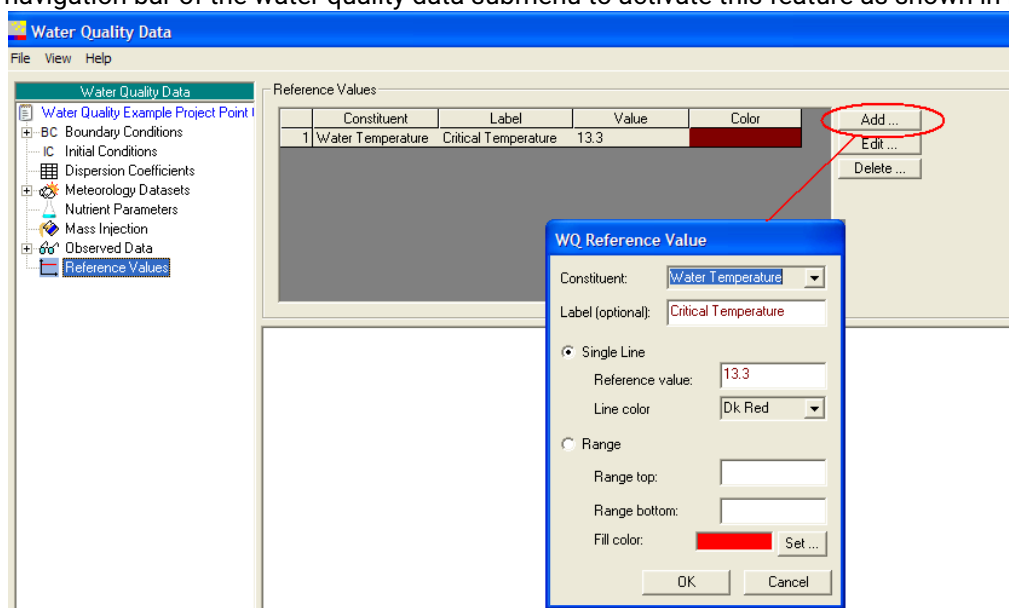 navigation bar of the water quality data submenu to activate this feature as shown in
Water Quality Data
File View Help
Water Quality Data
Water Quality Example Project Point
BC Boundary Conditions
IC Initial Conditions
Dispersion Coefficients
Meteorology Datasets
Nutrient Parameters
Mass Injection
Observed Data
Reference Values
Reference Values
Constituent Label Value Color
1 Water Temperature Critical Temperature 13.3
Add ...
Edit ...
Delete ...
WQ Reference Value
Constituent: Water Temperature
Label (optional): Critical Temperature
Single Line
Reference value: 13.3
Line color Dk Red
Range
Range top:
Range bottom:
Fill color: Set ...
OK Cancel